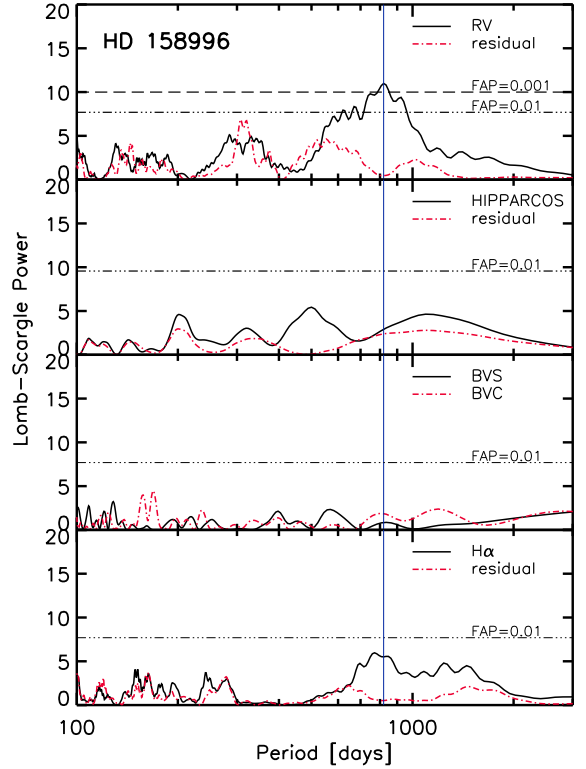 HD 158996
RV
residual
FAP=0.001
FAP=0.01
20
15
10
5
0
HIPPARCOS
residual
FAP=0.01
20
15
10
5
0
BVS
BVC
FAP=0.01
20
15
10
5
0
Hα
residual
FAP=0.01
20
15
10
5
0
Lomb-Scargle Power
100
1000
Period [days]